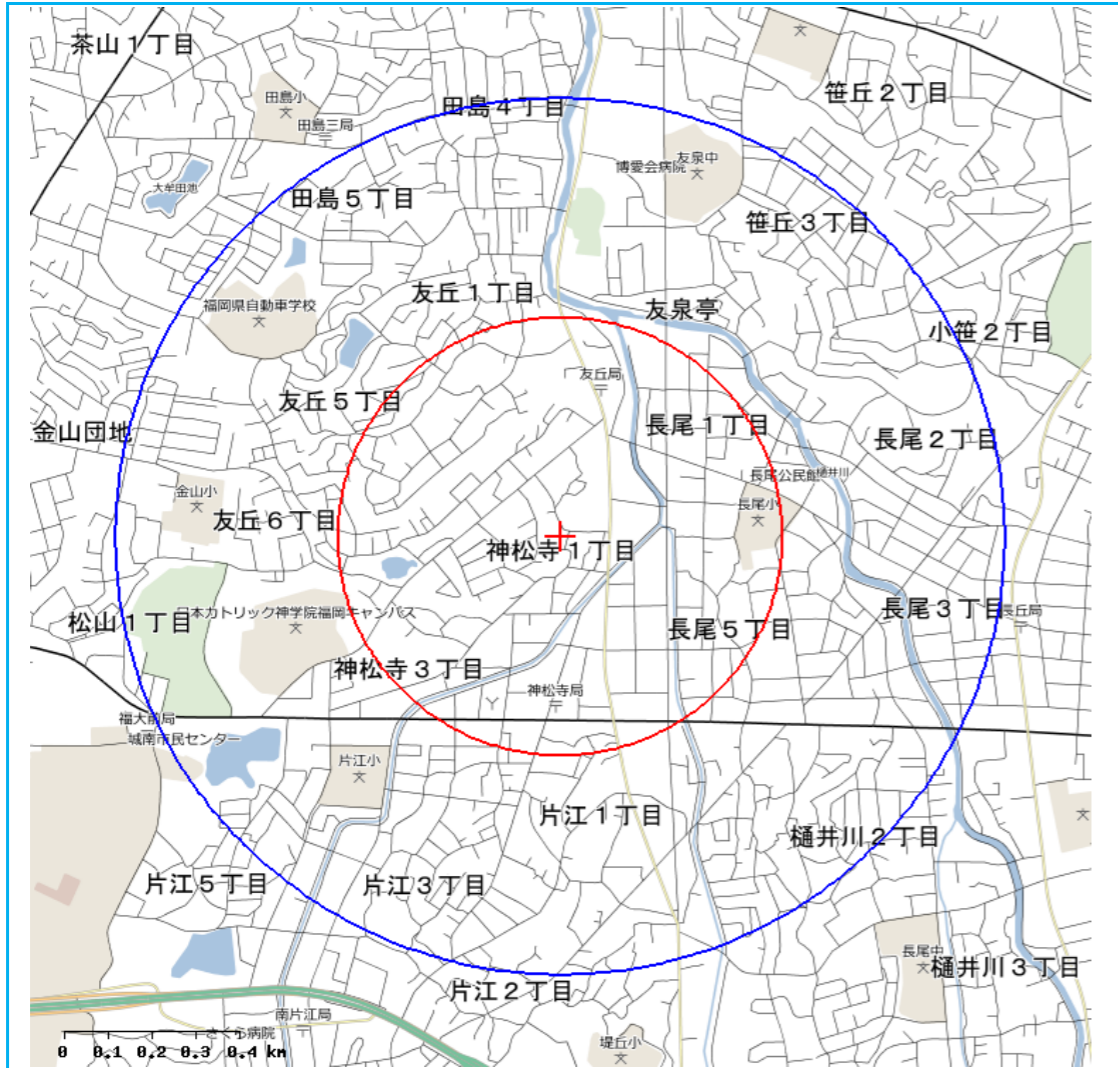 茶山１丁目
笹丘２丁目
田島小
田島４丁目
田島三局
博愛会病院
友泉中
大牟田池
田島５丁目
笹丘３丁目
友丘１丁目
福岡県自動車学校
友泉亭
小笹２丁目
友丘局
友丘５丁目
長尾１丁目
金山団地
長尾２丁目
長尾公民館
樋井川
金山小
長尾小
友丘６丁目
神松寺１丁目
日本カトリック神学院福岡キャンパス
松山１丁目
長尾３丁目
長丘局
長尾５丁目
神松寺３丁目
神松寺局
福大前局
城南市民センター
片江小
片江１丁目
樋井川２丁目
片江５丁目
片江３丁目
長尾中
樋井川３丁目
片江２丁目
南片江局
さくら病院
堤丘小
0 0.1 0.2 0.3 0.4 km